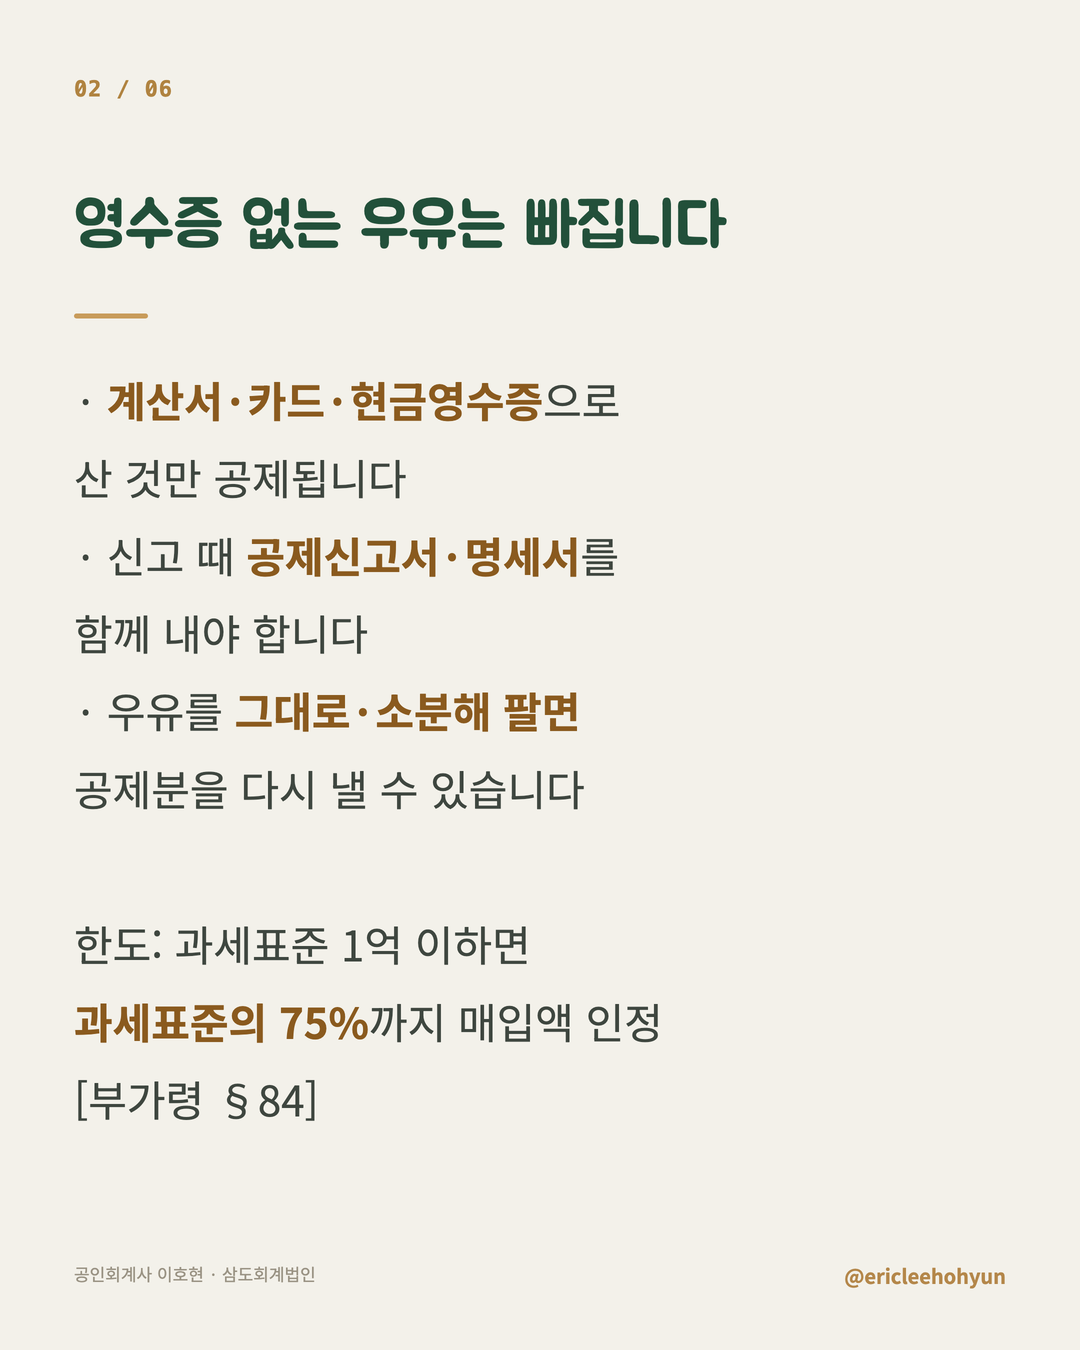 02 / 06
영수증 없는 우유는 빠집니다
· 계산서·카드·현금영수증으로
산 것만 공제됩니다
· 신고 때 공제신고서·명세서를
함께 내야 합니다
· 우유를 그대로·소분해 팔면
공제분을 다시 낼 수 있습니다
한도: 과세표준 1억 이하면
과세표준의 75%까지 매입액 인정
[부가령 §84]
공인회계사 이호현 · 삼도회계법인
@ericleehohyun